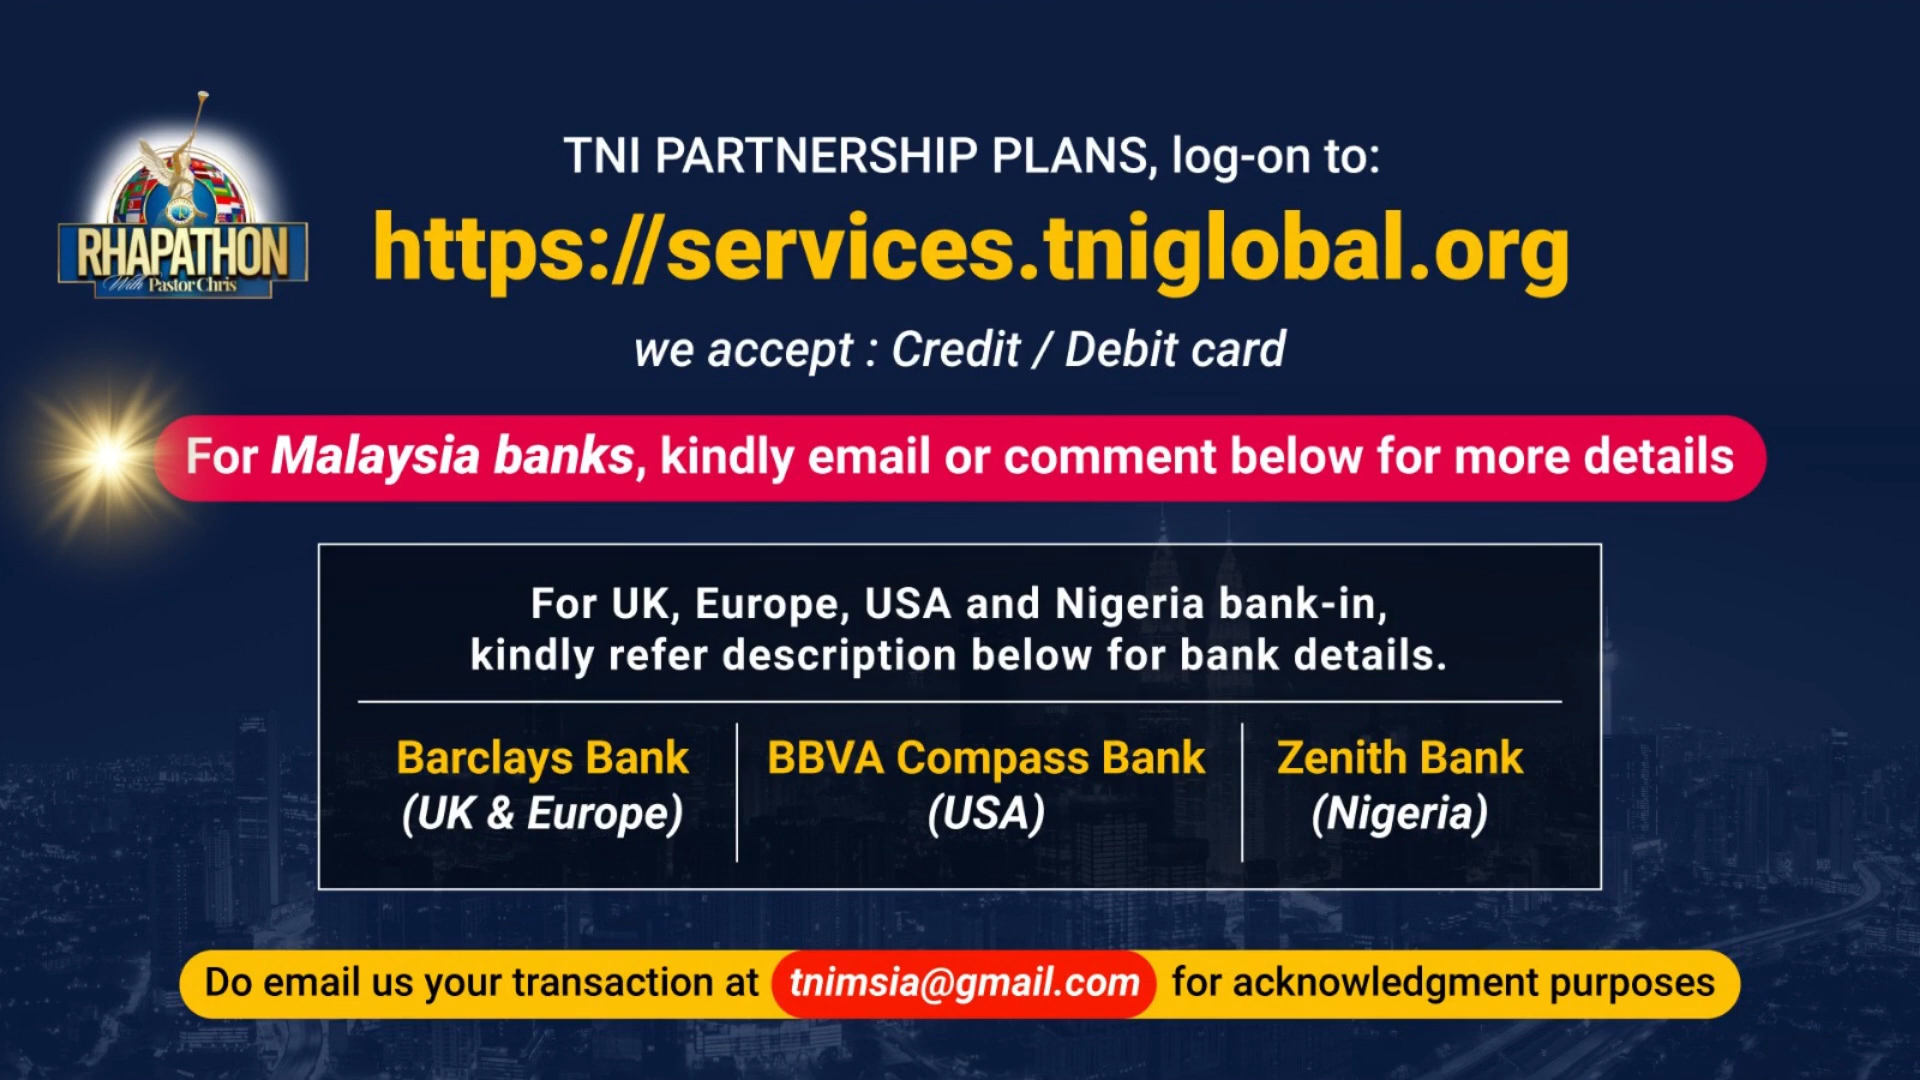 RHAPATHON
With Pastor Chris
TNI PARTNERSHIP PLANS, log-on to:
https://services.tniglobal.org
we accept : Credit / Debit card
For Malaysia banks, kindly email or comment below for more details
For UK, Europe, USA and Nigeria bank-in,
kindly refer description below for bank details.
Barclays Bank
(UK & Europe)
BBVA Compass Bank
(USA)
Zenith Bank
(Nigeria)
Do email us your transaction at tnimsia@gmail.com for acknowledgment purposes